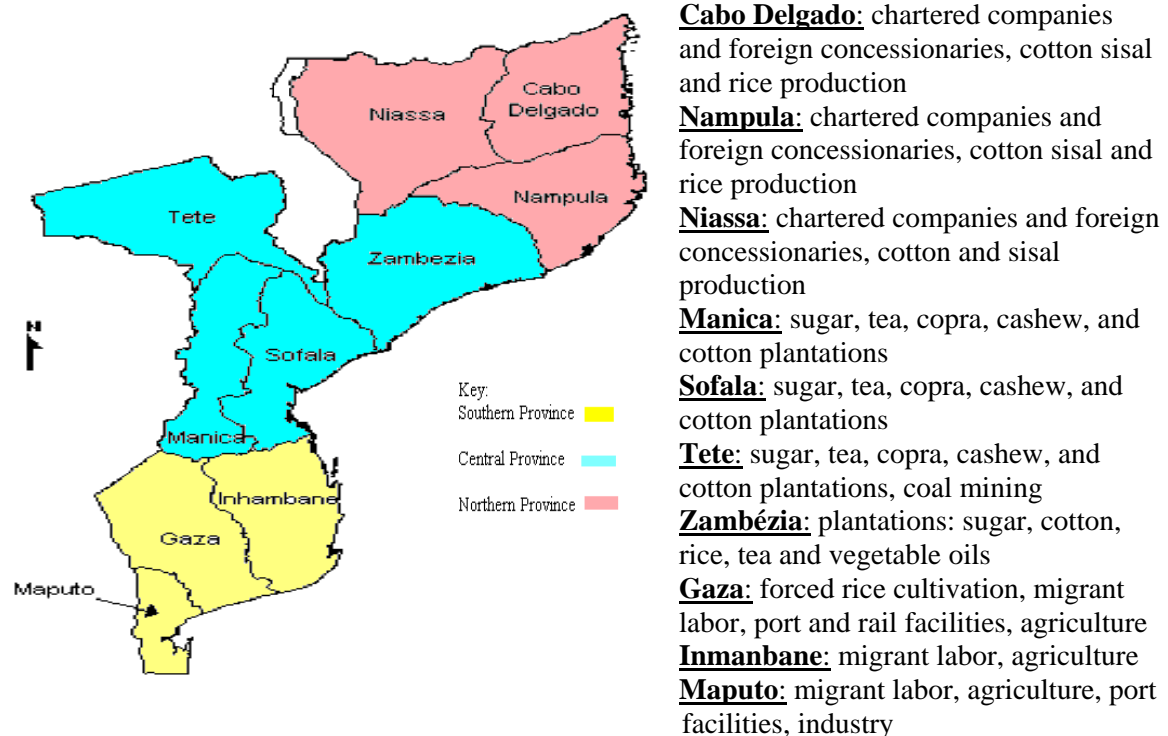 Niassa
Cabo
Delgado
Nampula
Tete
Zambezia
N
Sofala
Key:
Southern Province
Manica
Central Province
Inhambane
Northern Province
Gaza
Maputo
Cabo Delgado: chartered companies
and foreign concessionaries, cotton sisal
and rice production
Nampula: chartered companies and
foreign concessionaries, cotton sisal and
rice production
Niassa: chartered companies and foreign
concessionaries, cotton and sisal
production
Manica: sugar, tea, copra, cashew, and
cotton plantations
Sofala: sugar, tea, copra, cashew, and
cotton plantations
Tete: sugar, tea, copra, cashew, and
cotton plantations, coal mining
Zambézia: plantations: sugar, cotton,
rice, tea and vegetable oils
Gaza: forced rice cultivation, migrant
labor, port and rail facilities, agriculture
Inmanbane: migrant labor, agriculture
Maputo: migrant labor, agriculture, port
facilities, industry